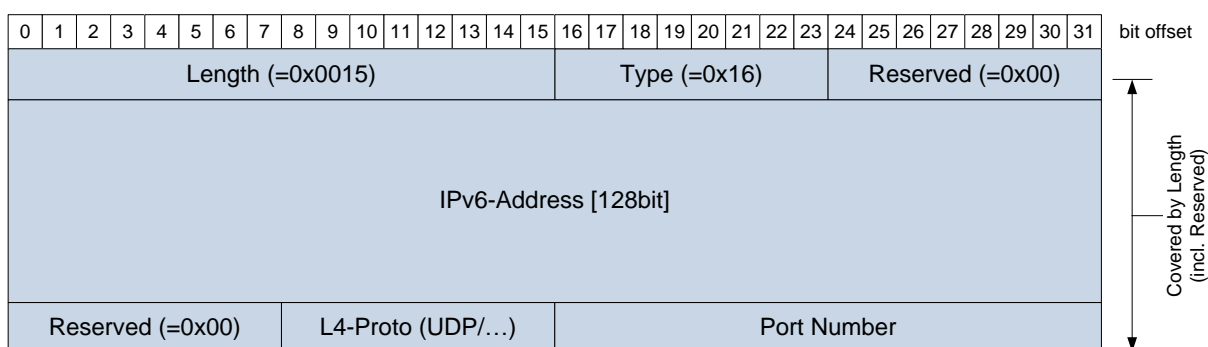 0 1 2 3 4 5 6 7 8 9 10 11 12 13 14 15 16 17 18 19 20 21 22 23 24 25 26 27 28 29 30 31 bit offset
Length (=0x0015) Type (=0x16) Reserved (=0x00)
IPv6-Address [128bit]
Covered by Length
(incl. Reserved)
Reserved (=0x00) L4-Proto (UDP/…) Port Number